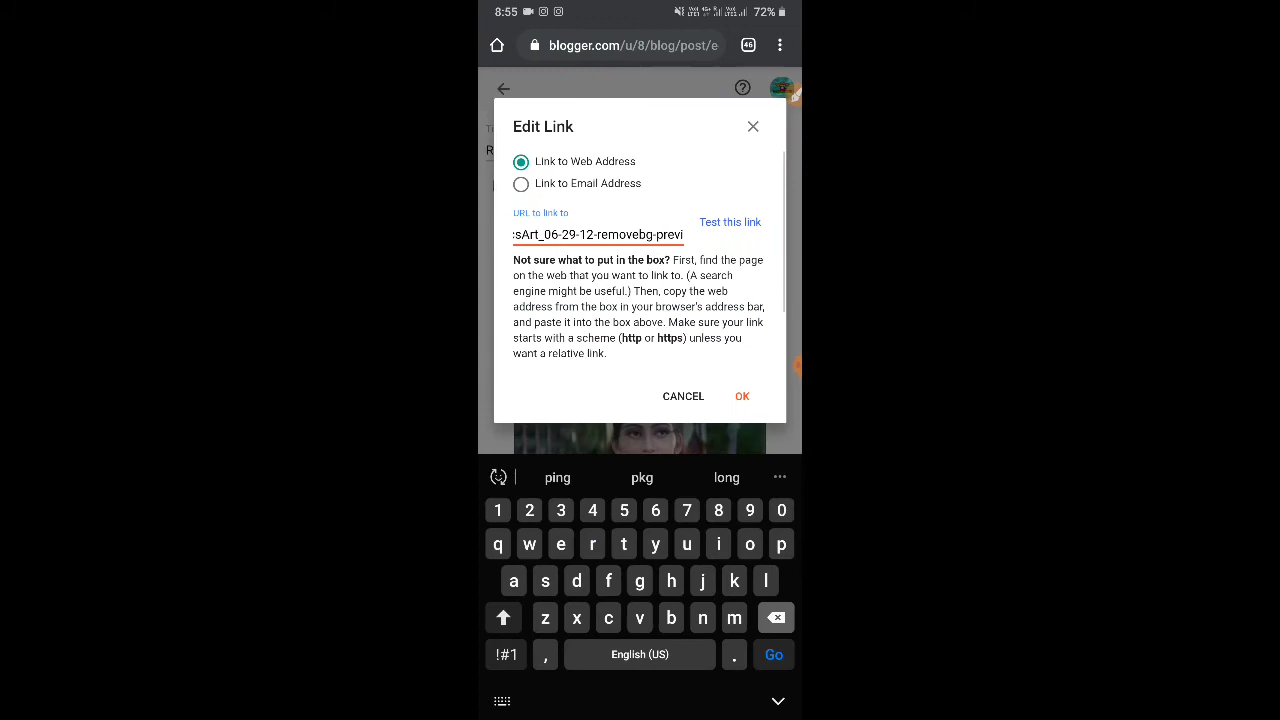 8:55
72%
46
blogger.com/u/8/blog/post/e
Edit Link
Link to Web Address
Link to Email Address
URL to link to
Test this link
sArt_06-29-12-removebg-previ
Not sure what to put in the box? First, find the page
on the web that you want to link to. (A search
engine might be useful.) Then, copy the web
address from the box in your browser's address bar,
and paste it into the box above. Make sure your link
starts with a scheme (http or https) unless you
want a relative link.
CANCEL OK
ping pkg long
1 2 3 4 5 6 7 8 9 0
q w e r t y u i o p
a s d f g h j k l
z x c v b n m
!#1 , English (US) . Go